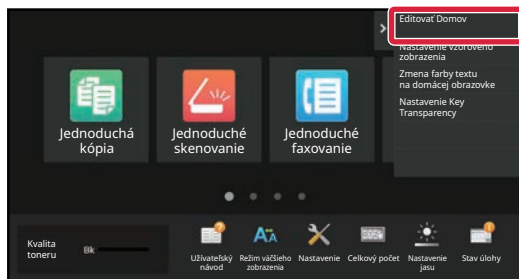 Editovať Domov
Nastavenie vzorového
zobrazenia
Zmena farby textu
na domácej obrazovke
Nastavenie Key
Transparency
Jednoduchá
kópia
Jednoduché
skenovanie
Jednoduché
faxovanie
Kvalita
toneru
Bk
Užívateľský
návod
Režim väčšieho
zobrazenia
Nastavenie
Celkový počet
Nastavenie
jasu
Stav úlohy